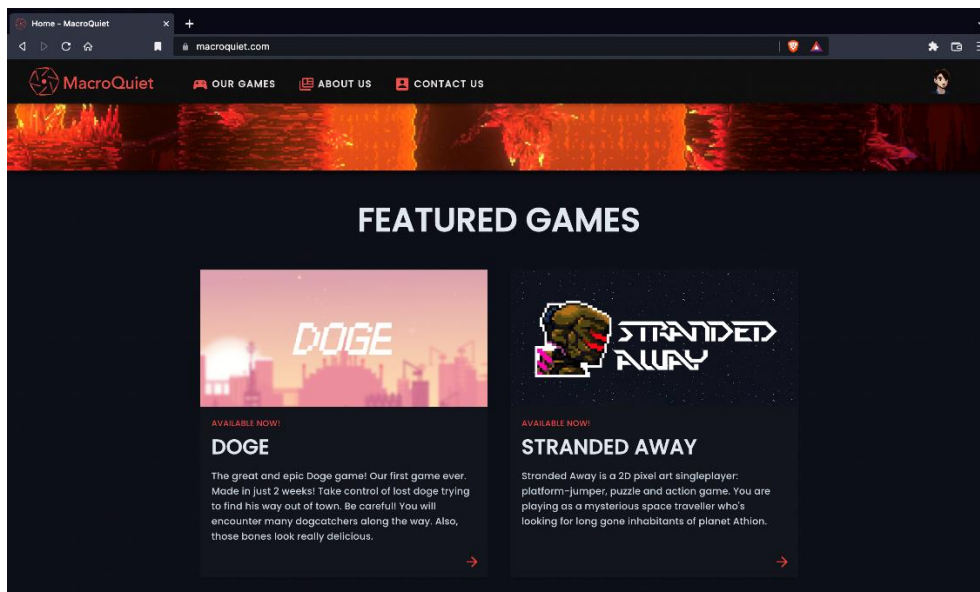 Home - MacroQuiet
macroquiet.com
MacroQuiet
OUR GAMES
ABOUT US
CONTACT US
FEATURED GAMES
DOGE
STRANDED
AWAY
AVAILABLE NOW!
DOGE
The great and epic Doge game! Our first game ever.
Made in just 2 weeks! Take control of lost doge trying
to find his way out of town. Be careful! You will
encounter many dogcatchers along the way. Also,
those bones look really delicious.
AVAILABLE NOW!
STRANDED AWAY
Stranded Away is a 2D pixel art singleplayer:
platform-jumper, puzzle and action game. You are
playing as a mysterious space traveller who's
looking for long gone inhabitants of planet Athion.